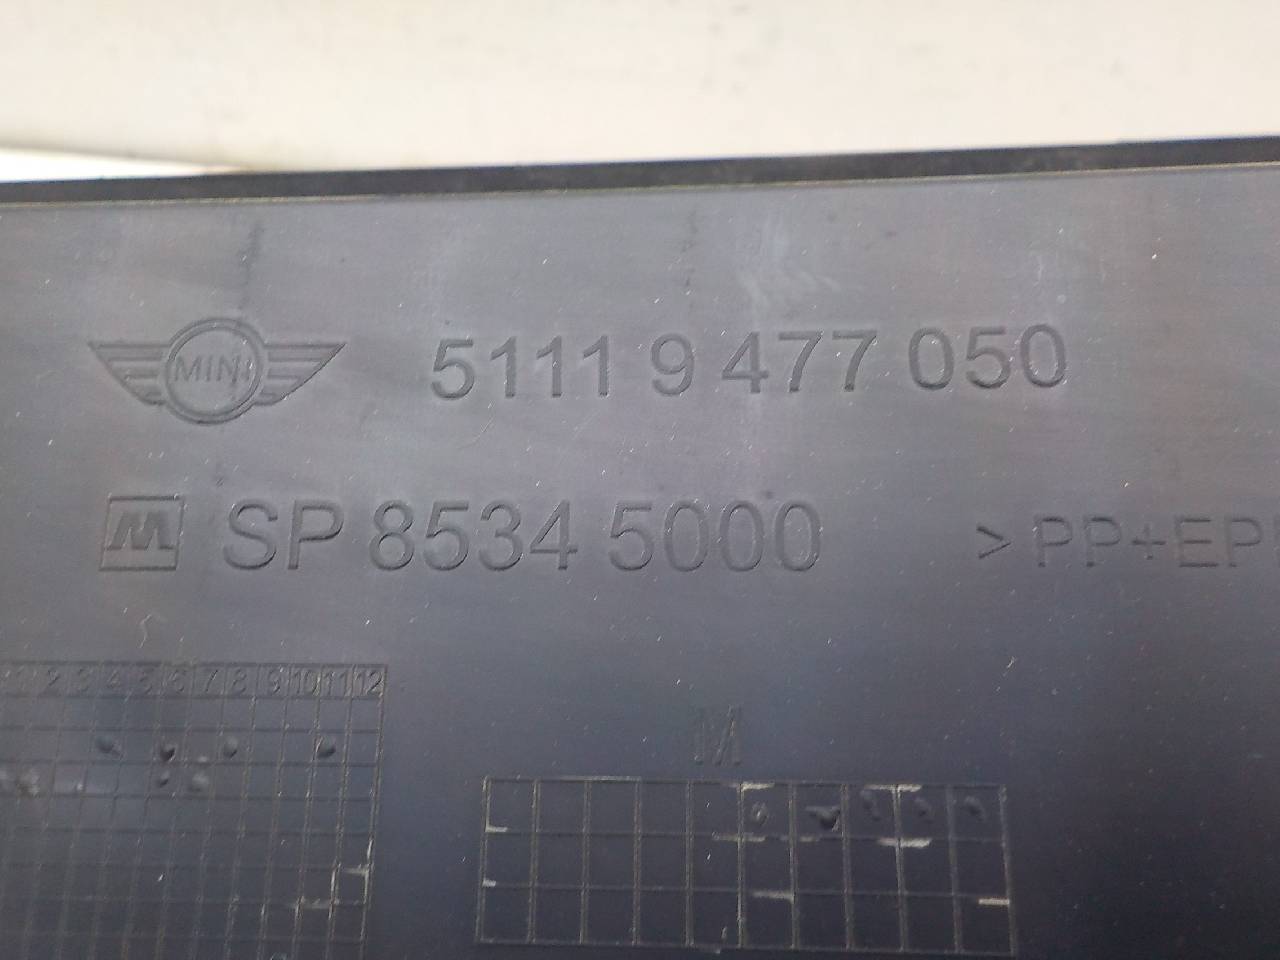 MINI 5111 9 477 050
M SP 8534 5000 > PP+EP
1 2 3 4 5 6 7 8 9 10 11 12
M